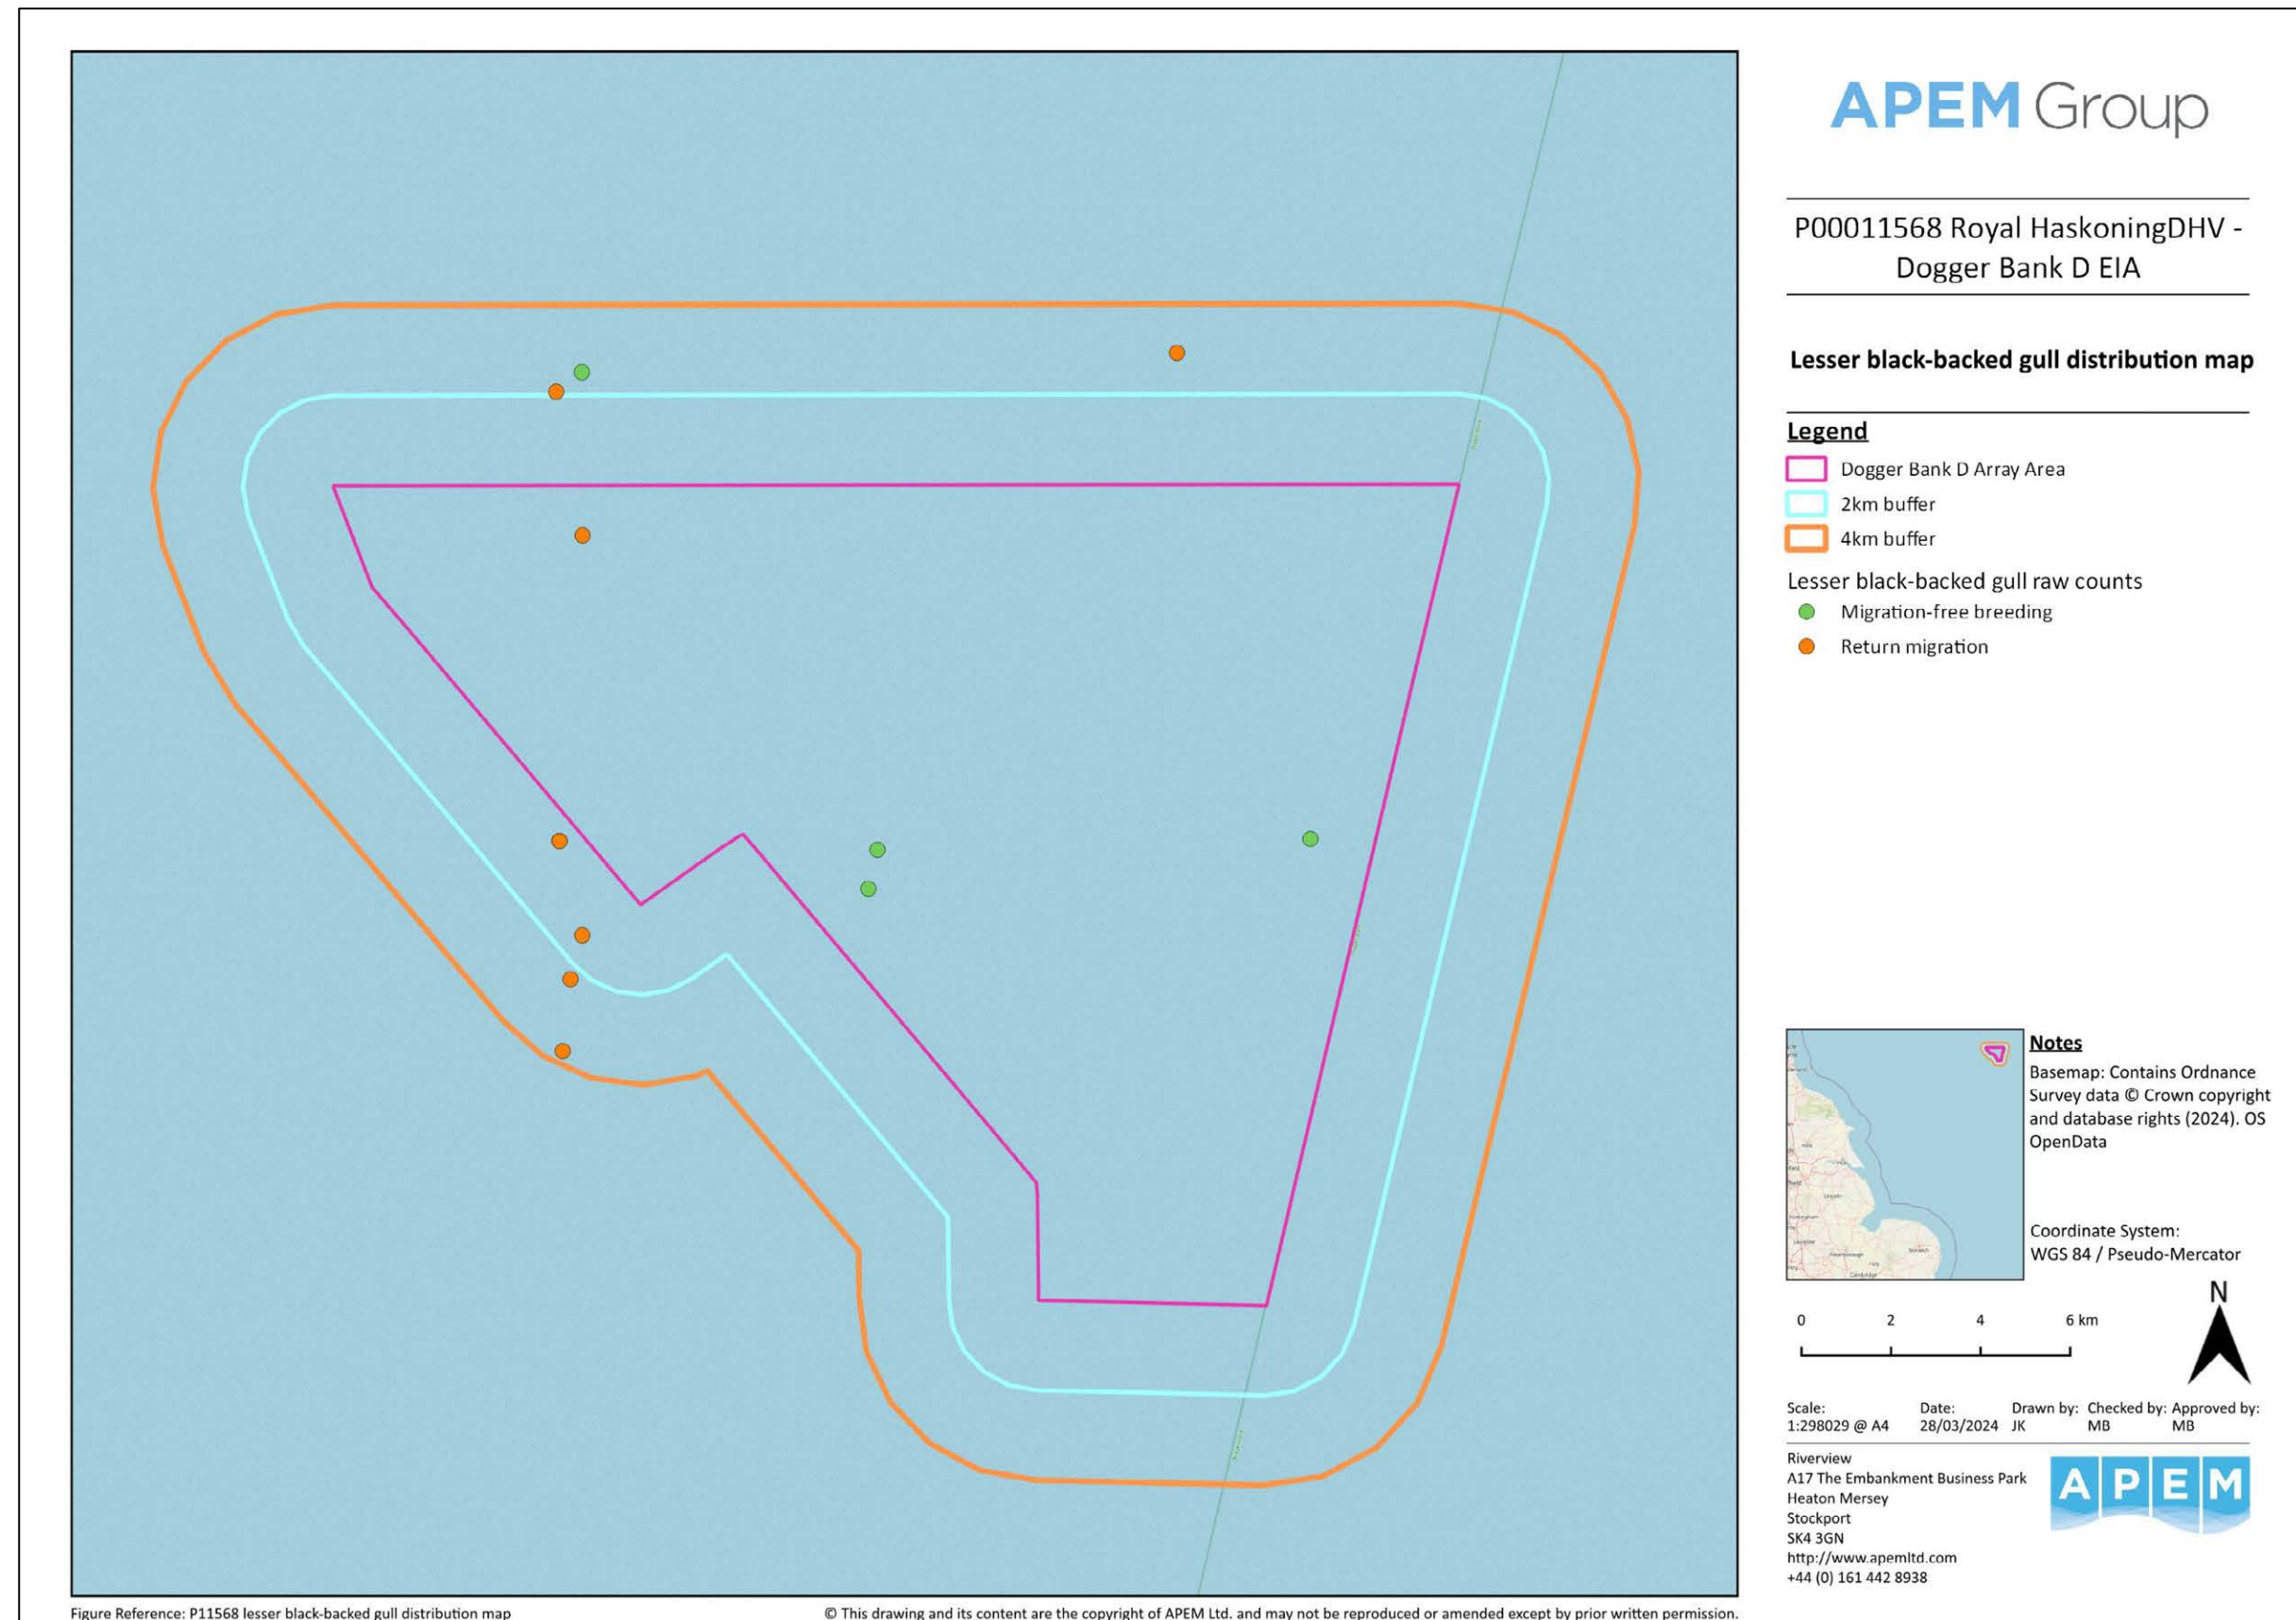 APEM Group
P00011568 Royal HaskoningDHV -
Dogger Bank D EIA
Lesser black-backed gull distribution map
Legend
Dogger Bank D Array Area
2km buffer
4km buffer
Lesser black-backed gull raw counts
Migration-free breeding
Return migration
Notes
Basemap: Contains Ordnance
Survey data © Crown copyright
and database rights (2024). OS
OpenData
Lincoln
Norwich
Peterborough
Cambridge
Coordinate System:
WGS 84 / Pseudo-Mercator
N
0 2 4 6 km
Scale: Date: Drawn by: Checked by: Approved by:
1:298029 @ A4 28/03/2024 JK MB MB
Riverview
A17 The Embankment Business Park
Heaton Mersey
Stockport
SK4 3GN
http://www.apemltd.com
+44 (0) 161 442 8938
APEM
Figure Reference: P11568 lesser black-backed gull distribution map
© This drawing and its content are the copyright of APEM Ltd. and may not be reproduced or amended except by prior written permission.